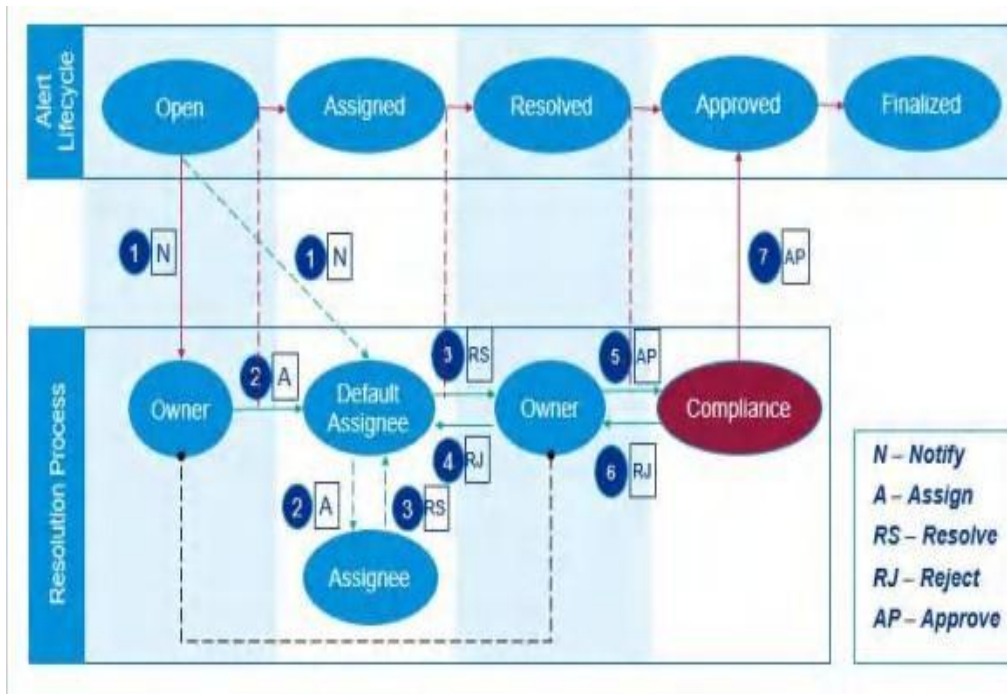 Alert
Lifecycle
Open
Assigned
Resolved
Approved
Finalized
1 N
1 N
7 AP
Resolution Process
Owner
2 A
Default
Assignee
3 RS
Owner
5 AP
Compliance
4 RJ
6 RJ
2 A
3 RS
Assignee
N – Notify
A – Assign
RS – Resolve
RJ – Reject
AP – Approve